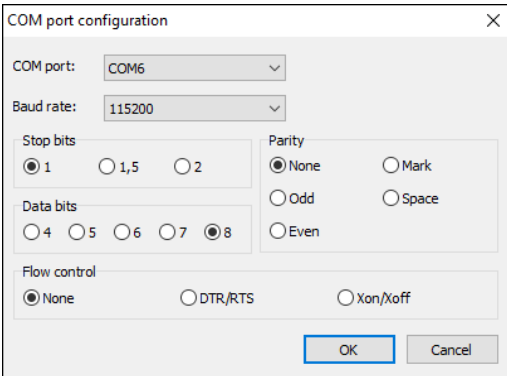 COM port configuration
COM port: COM6
Baud rate: 115200
Stop bits
1 1,5 2
Data bits
4 5 6 7 8
Parity
None Mark
Odd Space
Even
Flow control
None DTR/RTS Xon/Xoff
OK Cancel